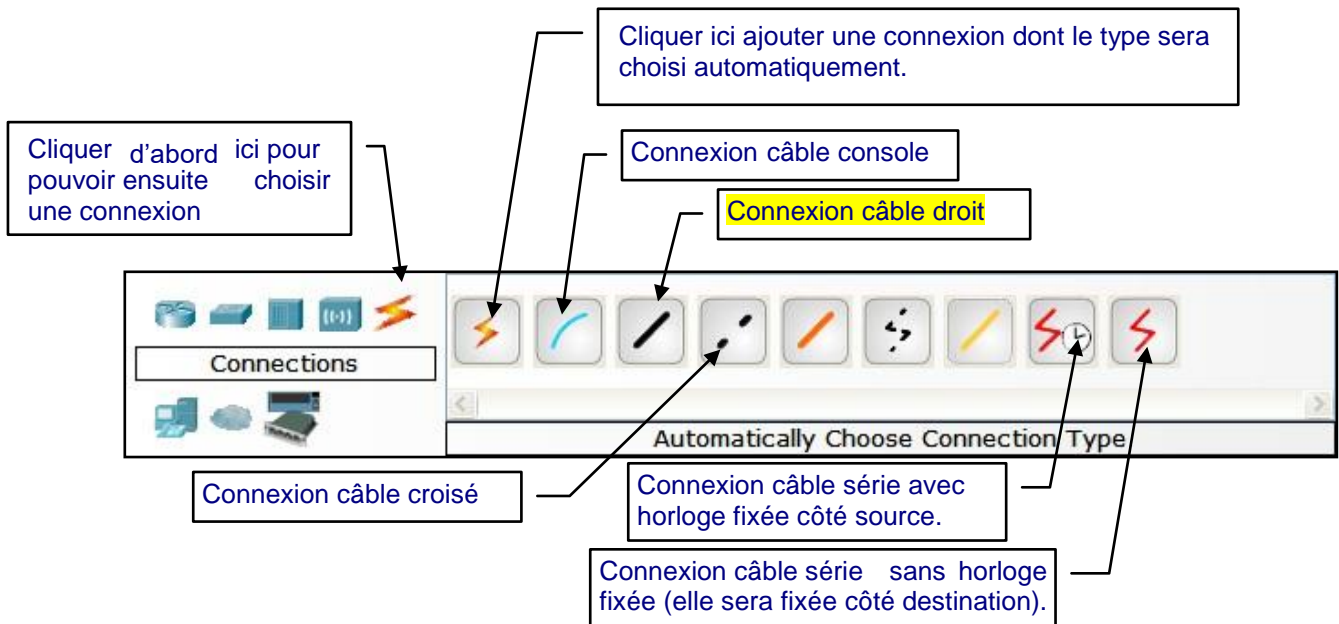 Cliquer ici ajouter une connexion dont le type sera
choisi automatiquement.
Cliquer d'abord ici pour
pouvoir ensuite choisir
une connexion
Connexion câble console
Connexion câble droit
Connections
Automatically Choose Connection Type
Connexion câble croisé
Connexion câble série avec
horloge fixée côté source.
Connexion câble série sans horloge
fixée (elle sera fixée côté destination).